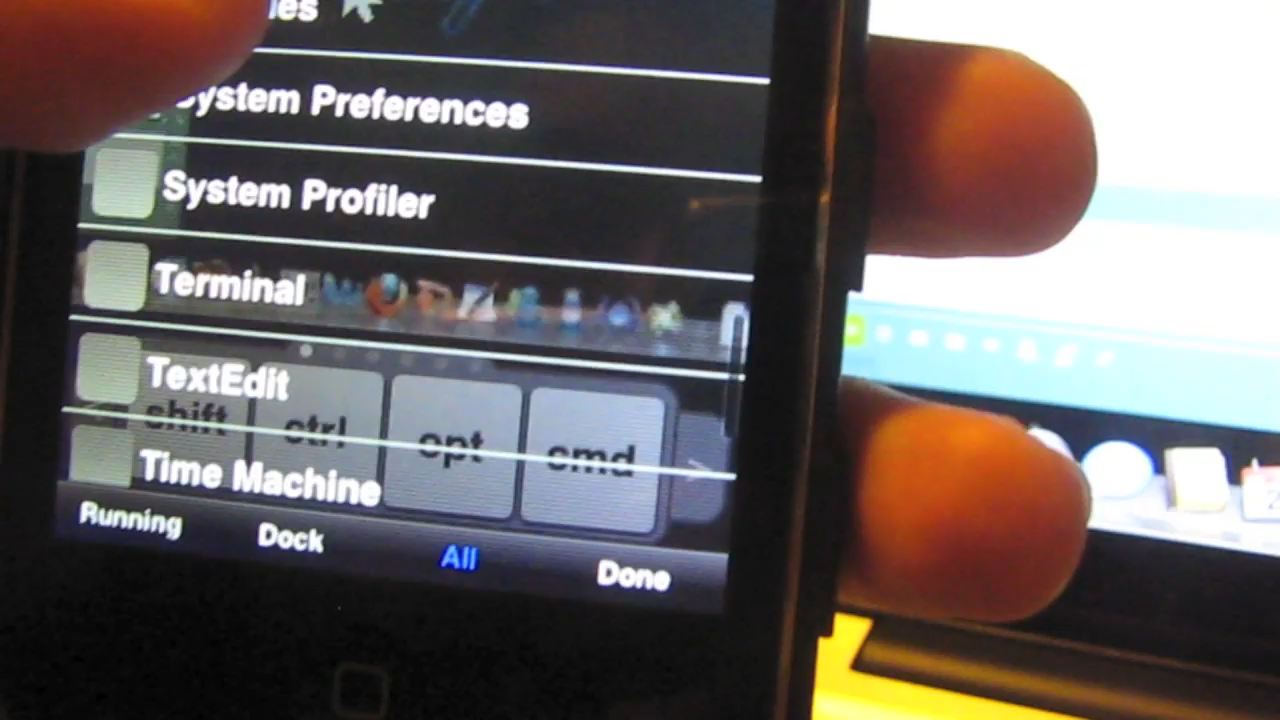 System Preferences
System Profiler
Terminal
TextEdit
shift ctrl opt cmd
Time Machine
Running Dock All Done